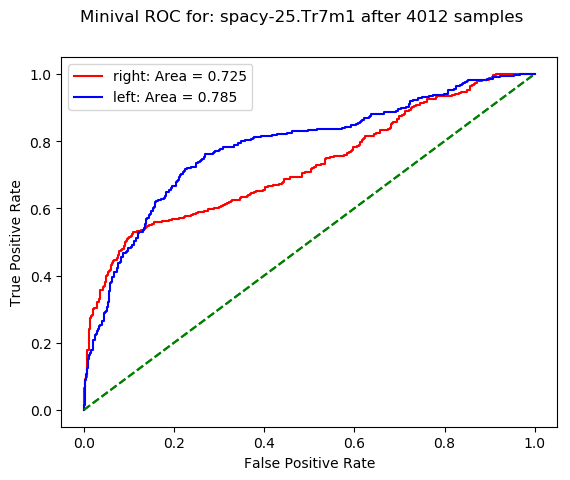 Minival ROC for: spacy-25.Tr7m1 after 4012 samples
right: Area = 0.725
left: Area = 0.785
1.0
0.8
0.6
0.4
0.2
0.0
True Positive Rate
0.0 0.2 0.4 0.6 0.8 1.0
False Positive Rate